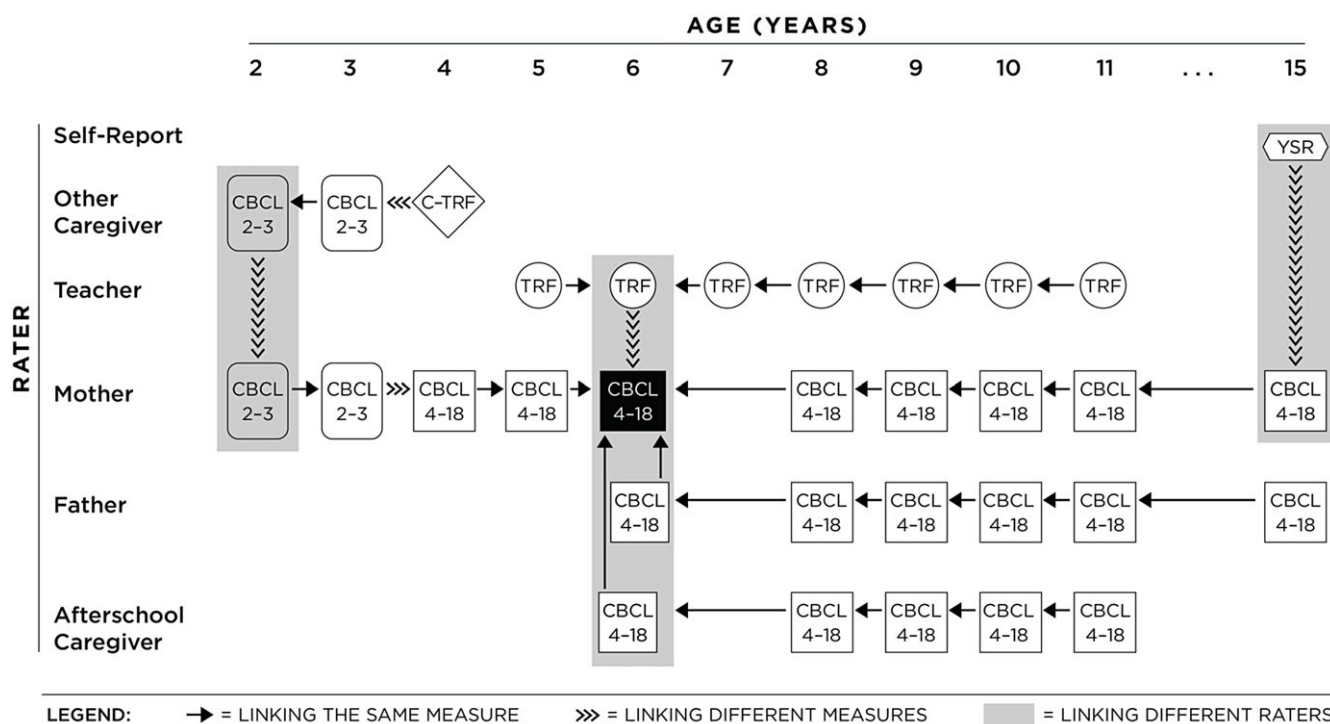 AGE (YEARS)
2 3 4 5 6 7 8 9 10 11 ... 15
RATER
Self-Report
YSR
Other
Caregiver
CBCL
2–3
CBCL
2–3
C-TRF
Teacher
TRF
TRF
TRF
TRF
TRF
TRF
TRF
Mother
CBCL
2–3
CBCL
2–3
CBCL
4–18
CBCL
4–18
CBCL
4–18
CBCL
4–18
CBCL
4–18
CBCL
4–18
CBCL
4–18
CBCL
4–18
Father
CBCL
4–18
CBCL
4–18
CBCL
4–18
CBCL
4–18
CBCL
4–18
CBCL
4–18
Afterschool
Caregiver
CBCL
4–18
CBCL
4–18
CBCL
4–18
CBCL
4–18
CBCL
4–18
LEGEND: = LINKING THE SAME MEASURE = LINKING DIFFERENT MEASURES = LINKING DIFFERENT RATERS